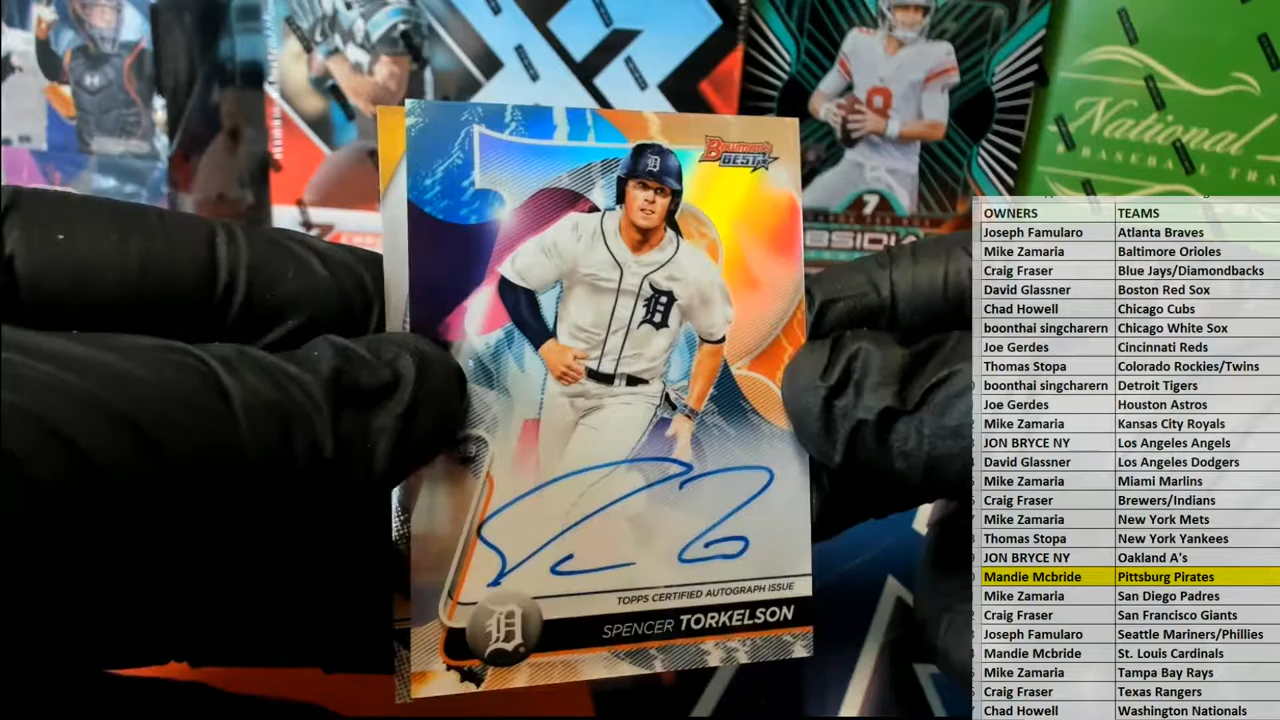 BOWMAN'S
BEST
D
D
TOPPS CERTIFIED AUTOGRAPH ISSUE
SPENCER TORKELSON
D
8
7
National
BASEBALL TRA
OWNERS TEAMS
Joseph Famularo Atlanta Braves
Mike Zamaria Baltimore Orioles
Craig Fraser Blue Jays/Diamondbacks
David Glassner Boston Red Sox
Chad Howell Chicago Cubs
boonthai singcharern Chicago White Sox
Joe Gerdes Cincinnati Reds
Thomas Stopa Colorado Rockies/Twins
boonthai singcharern Detroit Tigers
Joe Gerdes Houston Astros
Mike Zamaria Kansas City Royals
JON BRYCE NY Los Angeles Angels
David Glassner Los Angeles Dodgers
Mike Zamaria Miami Marlins
Craig Fraser Brewers/Indians
Mike Zamaria New York Mets
Thomas Stopa New York Yankees
JON BRYCE NY Oakland A's
Mandie Mcbride Pittsburg Pirates
Mike Zamaria San Diego Padres
Craig Fraser San Francisco Giants
Joseph Famularo Seattle Mariners/Phillies
Mandie Mcbride St. Louis Cardinals
Mike Zamaria Tampa Bay Rays
Craig Fraser Texas Rangers
Chad Howell Washington Nationals